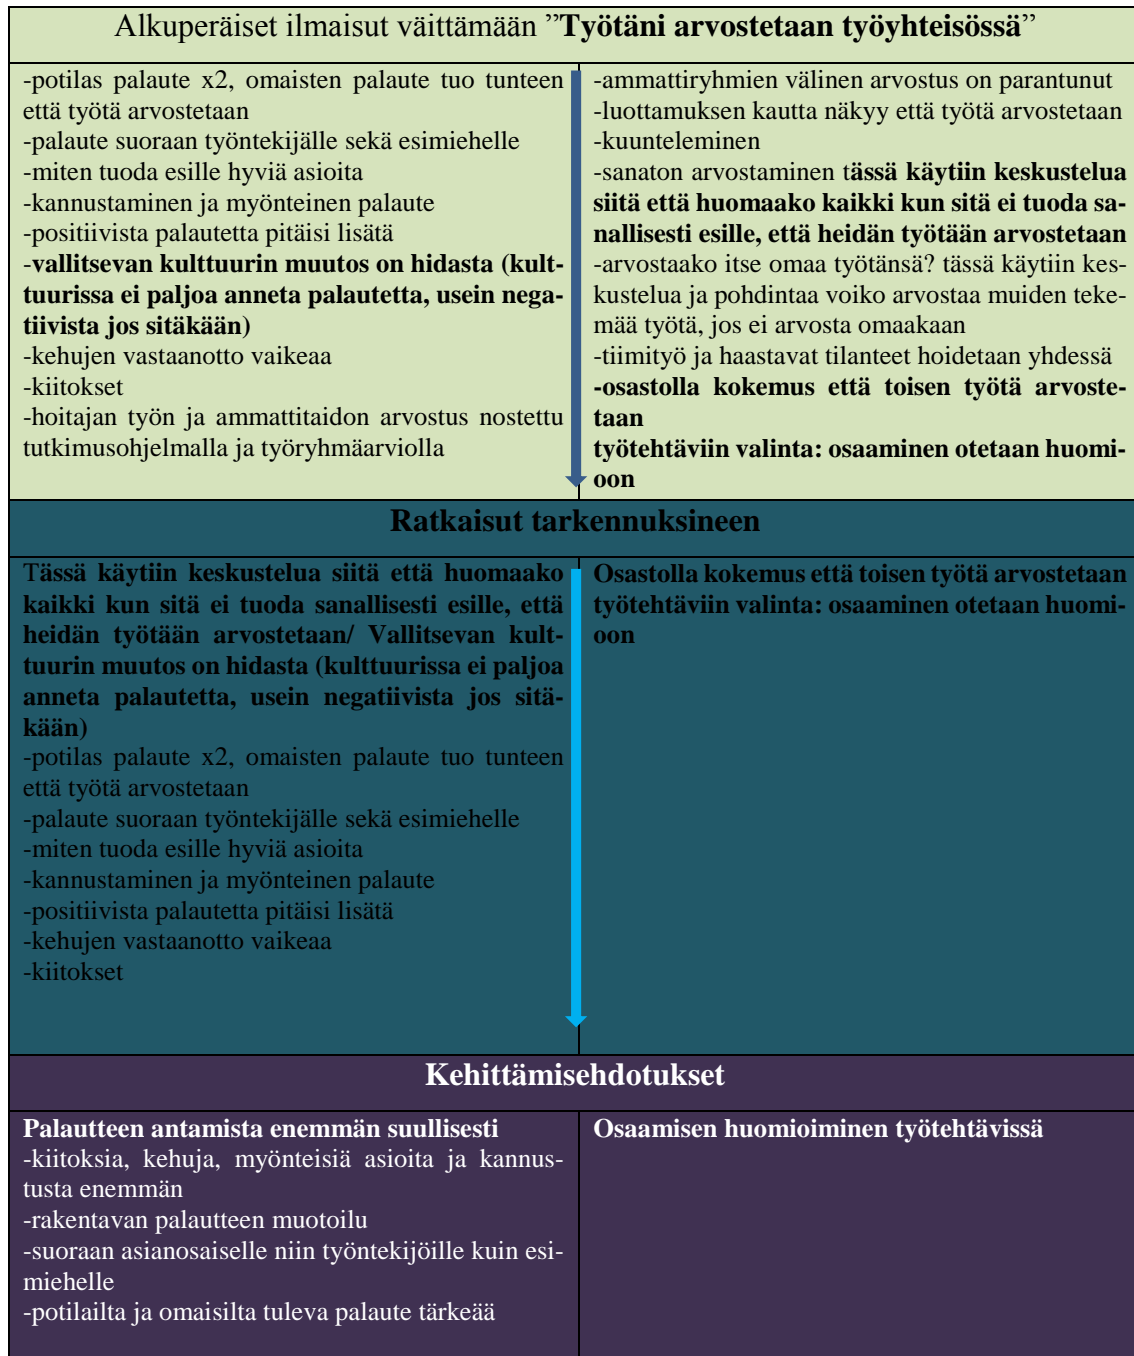 Alkuperäiset ilmaisut väittämään ”Työtäni arvostetaan työyhteisössä”
-potilas palaute x2, omaisten palaute tuo tunteen
että työtä arvostetaan
-palaute suoraan työntekijälle sekä esimiehelle
-miten tuoda esille hyviä asioita
-kannustaminen ja myönteinen palaute
-positiivista palautetta pitäisi lisätä
-vallitsevan kulttuurin muutos on hidasta (kult-
tuurissa ei paljoa anneta palautetta, usein nega-
tiivista jos sitäkään)
-kehujen vastaanotto vaikeaa
-kiitokset
-hoitajan työn ja ammattitaidon arvostus nostettu
tutkimusohjelmalla ja työryhmäarviolla
-ammattiryhmien välinen arvostus on parantunut
-luottamuksen kautta näkyy että työtä arvostetaan
-kuunteleminen
-sanaton arvostaminen tässä käytiin keskustelua
siitä että huomaako kaikki kun sitä ei tuoda sa-
nallisesti esille, että heidän työtään arvostetaan
-arvostaako itse omaa työtänsä? tässä käytiin kes-
kustelua ja pohdintaa voiko arvostaa muiden teke-
mää työtä, jos ei arvosta omaakaan
-tiimityö ja haastavat tilanteet hoidetaan yhdessä
-osastolla kokemus että toisen työtä arvoste-
taan
työtehtäviin valinta: osaaminen otetaan huomi-
oon
Ratkaisut tarkennuksineen
Tässä käytiin keskustelua siitä että huomaako
kaikki kun sitä ei tuoda sanallisesti esille, että
heidän työtään arvostetaan/ Vallitsevan kult-
tuurin muutos on hidasta (kulttuurissa ei paljoa
anneta palautetta, usein negatiivista jos sitä-
kään)
-potilas palaute x2, omaisten palaute tuo tunteen
että työtä arvostetaan
-palaute suoraan työntekijälle sekä esimiehelle
-miten tuoda esille hyviä asioita
-kannustaminen ja myönteinen palaute
-positiivista palautetta pitäisi lisätä
-kehujen vastaanotto vaikeaa
-kiitokset
Osastolla kokemus että toisen työtä arvostetaan
työtehtäviin valinta: osaaminen otetaan huomi-
oon
Kehittämisehdotukset
Palautteen antamista enemmän suullisesti
-kiitoksia, kehuja, myönteisiä asioita ja kannus-
tusta enemmän
-rakentavan palautteen muotoilu
-suoraan asianosaiselle niin työntekijöille kuin esi-
miehelle
-potilailta ja omaisilta tuleva palaute tärkeää
Osaamisen huomioiminen työtehtävissä